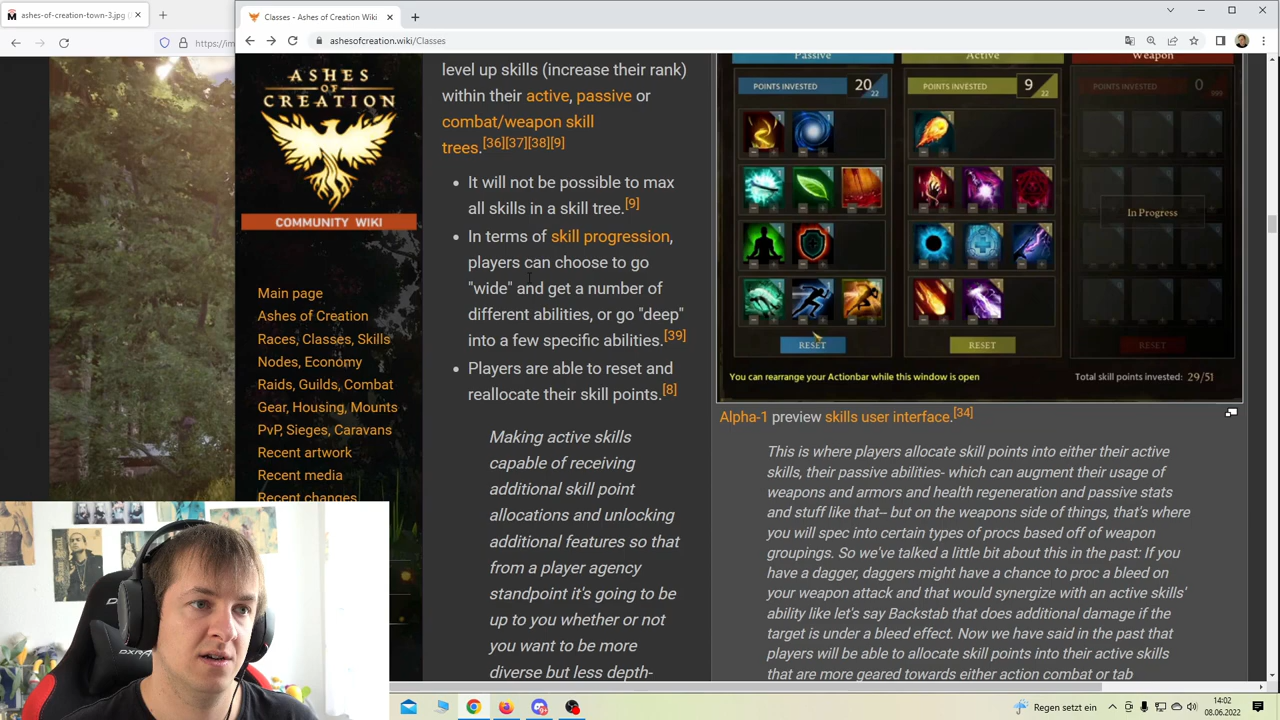 ashes-of-creation-town-3.jpg
Classes - Ashes of Creation Wiki
https://im
ashesofcreation.wiki/Classes
ASHES
OF
CREATION
COMMUNITY WIKI
Main page
Ashes of Creation
Races, Classes, Skills
Nodes, Economy
Raids, Guilds, Combat
Gear, Housing, Mounts
PvP, Sieges, Caravans
Recent artwork
Recent media
Recent changes
level up skills (increase their rank)
within their active, passive or
combat/weapon skill
trees.[36][37][38][9]
• It will not be possible to max
all skills in a skill tree.[9]
• In terms of skill progression,
players can choose to go
"wide" and get a number of
different abilities, or go "deep"
into a few specific abilities.[39]
• Players are able to reset and
reallocate their skill points.[8]
Making active skills
capable of receiving
additional skill point
allocations and unlocking
additional features so that
from a player agency
standpoint it's going to be
up to you whether or not
you want to be more
diverse but less depth-
Passive
Active
Weapon
POINTS INVESTED 20 22
POINTS INVESTED 9 22
POINTS INVESTED 0
In Progress
RESET
RESET
RESET
You can rearrange your Actionbar while this window is open
Total skill points invested: 29/51
Alpha-1 preview skills user interface.[34]
This is where players allocate skill points into either their active
skills, their passive abilities- which can augment their usage of
weapons and armors and health regeneration and passive stats
and stuff like that-- but on the weapons side of things, that's where
you will spec into certain types of procs based off of weapon
groupings. So we've talked a little bit about this in the past: If you
have a dagger, daggers might have a chance to proc a bleed on
your weapon attack and that would synergize with an active skills'
ability like let's say Backstab that does additional damage if the
target is under a bleed effect. Now we have said in the past that
players will be able to allocate skill points into their active skills
that are more geared towards either action combat or tab
DXRA
Regen setzt ein
14:02
08.06.2022